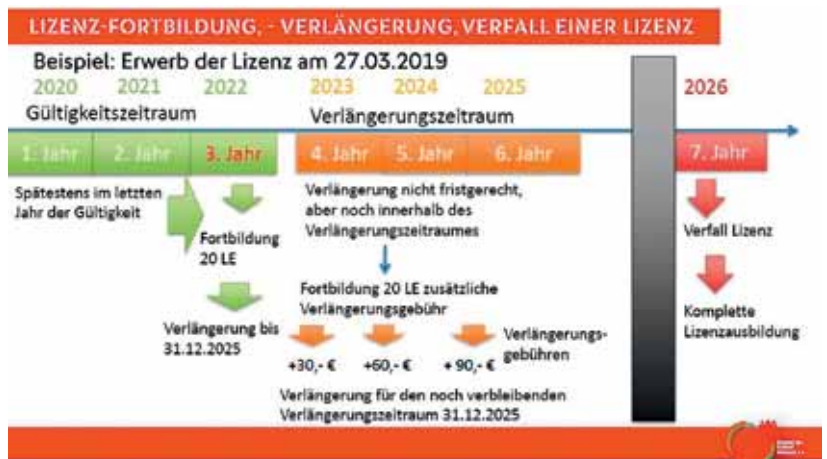 LIZENZ-FORTBILDUNG, - VERLÄNGERUNG, VERFALL EINER LIZENZ
Beispiel: Erwerb der Lizenz am 27.03.2019
2020 2021 2022 2023 2024 2025 2026
Gültigkeitszeitraum Verlängerungszeitraum
1. Jahr 2. Jahr 3. Jahr 4. Jahr 5. Jahr 6. Jahr 7. Jahr
Spätestens im letzten
Jahr der Gültigkeit
Fortbildung
20 LE
Verlängerung bis
31.12.2025
Verlängerung nicht fristgerecht,
aber noch innerhalb des
Verlängerungszeitraumes
Fortbildung 20 LE zusätzliche
Verlängerungsgebühr
+30,- € +60,- € + 90,- €
Verlängerungs-
gebühren
Verlängerung für den noch verbleibenden
Verlängerungszeitraum 31.12.2025
Verfall Lizenz
Komplette
Lizenzausbildung